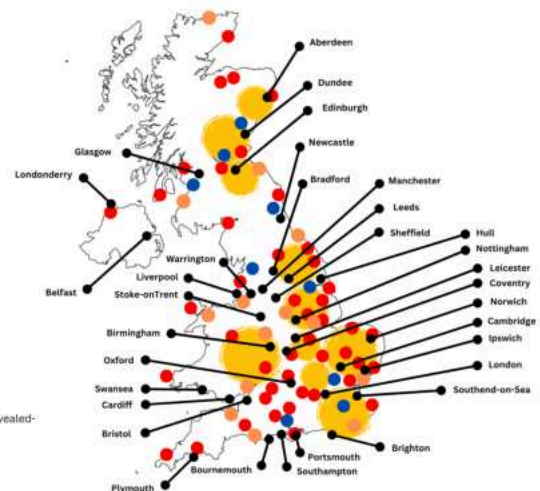 Aberdeen
Dundee
Edinburgh
Newcastle
Glasgow
Bradford
Londonderry
Manchester
Leeds
Sheffield
Hull
Nottingham
Warrington
Leicester
Liverpool
Coventry
Belfast
Stoke-onTrent
Norwich
Cambridge
Birmingham
Ipswich
Oxford
London
Swansea
Southend-on-Sea
Cardiff
vealed-
Bristol
Brighton
Portsmouth
Bournemouth
Southampton
Plymouth